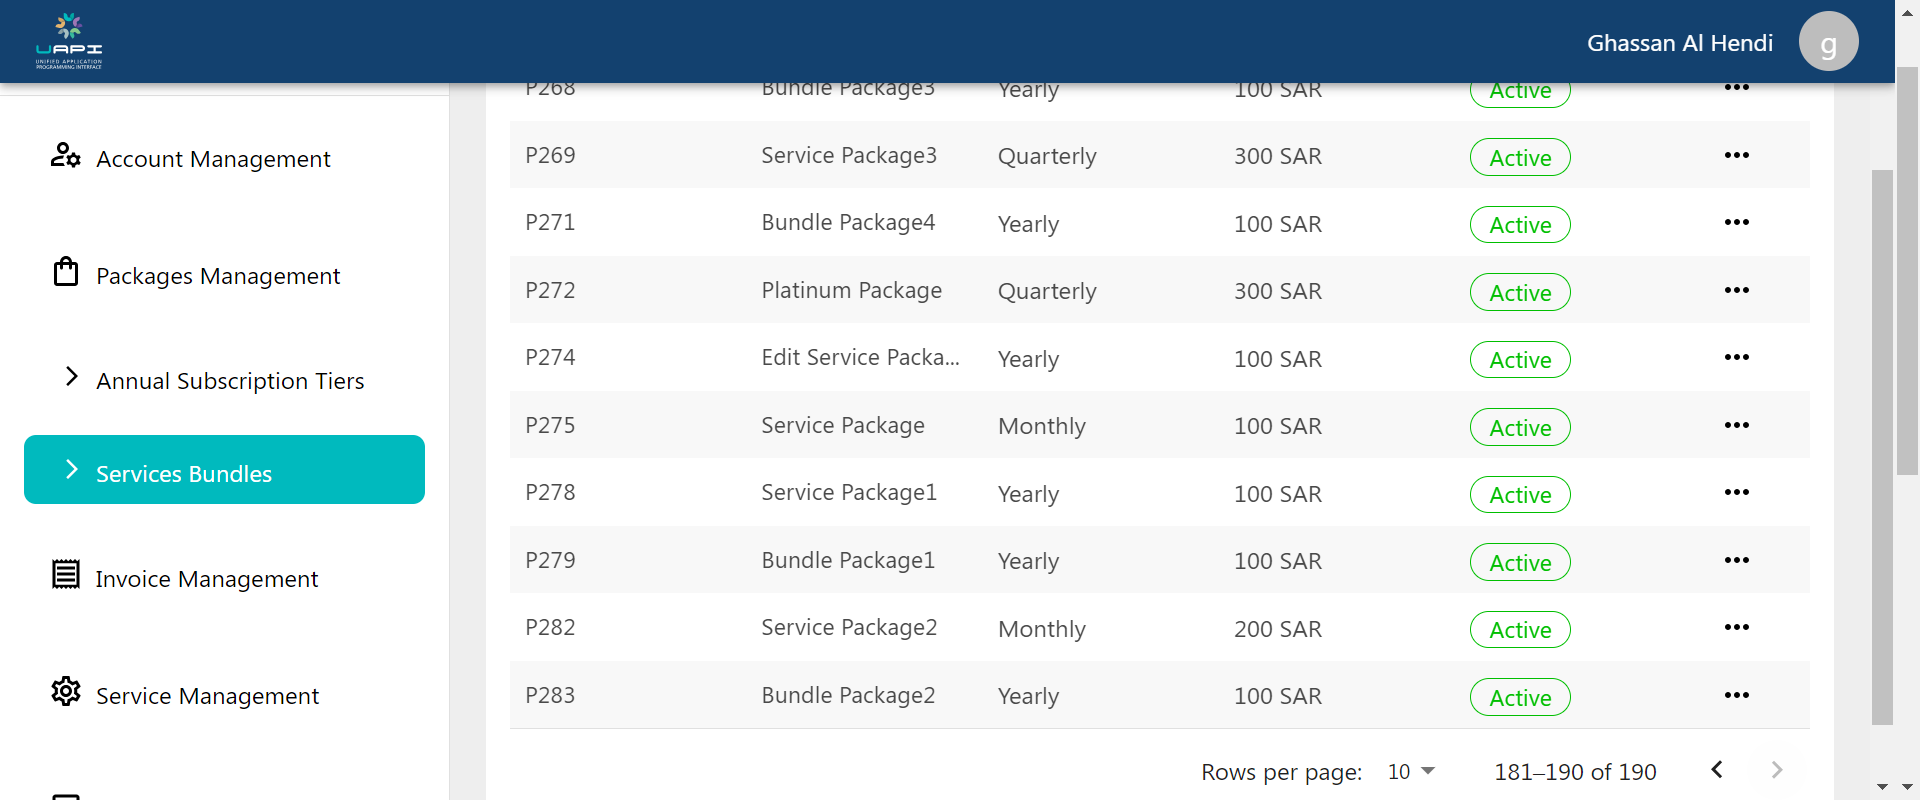 UAPI
UNIFIED APPLICATION
PROGRAMMING INTERFACE
Ghassan Al Hendi
g
Account Management
Packages Management
Annual Subscription Tiers
Services Bundles
Invoice Management
Service Management
P268 Bundle Package3 Yearly 100 SAR Active
P269 Service Package3 Quarterly 300 SAR Active
P271 Bundle Package4 Yearly 100 SAR Active
P272 Platinum Package Quarterly 300 SAR Active
P274 Edit Service Packa... Yearly 100 SAR Active
P275 Service Package Monthly 100 SAR Active
P278 Service Package1 Yearly 100 SAR Active
P279 Bundle Package1 Yearly 100 SAR Active
P282 Service Package2 Monthly 200 SAR Active
P283 Bundle Package2 Yearly 100 SAR Active
Rows per page: 10 181–190 of 190